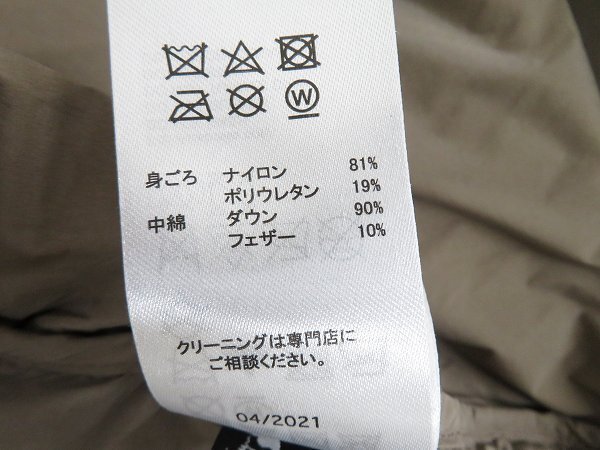 W
身ごろ ナイロン 81%
ポリウレタン 19%
中綿 ダウン 90%
フェザー 10%
クリーニングは専門店に
ご相談ください。
04/2021